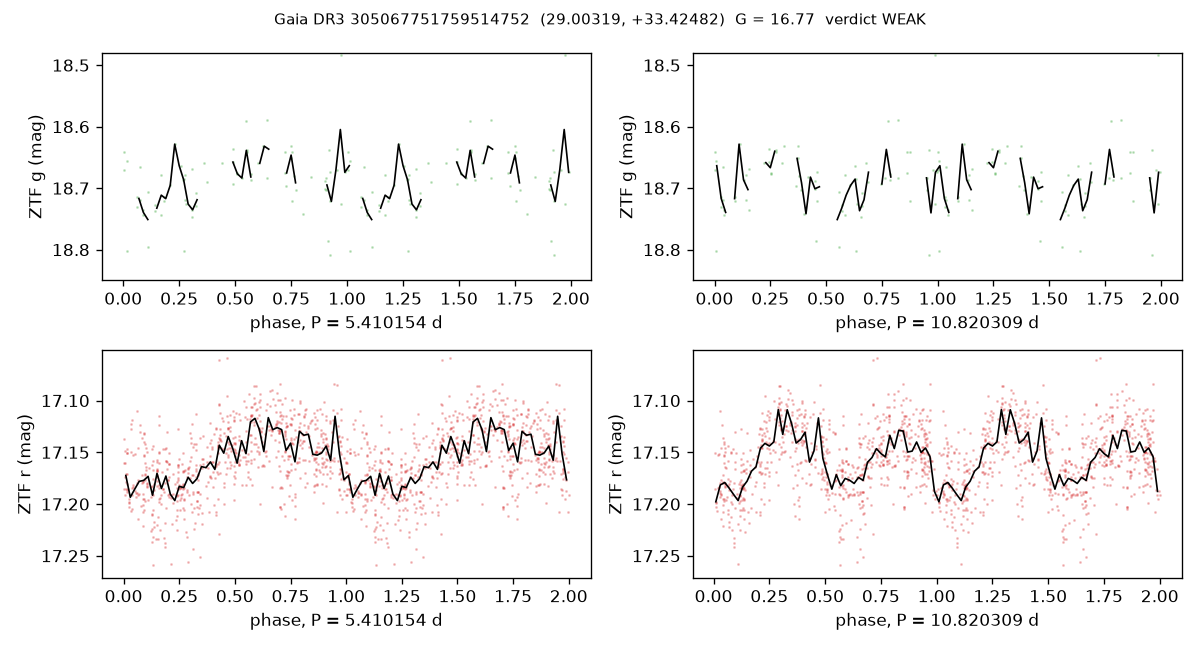 Gaia DR3 305067751759514752 (29.00319, +33.42482) G = 16.77 verdict WEAK
ZTF g (mag)
18.5
18.6
18.7
18.8
0.00 0.25 0.50 0.75 1.00 1.25 1.50 1.75 2.00
phase, P = 5.410154 d
ZTF g (mag)
18.5
18.6
18.7
18.8
0.00 0.25 0.50 0.75 1.00 1.25 1.50 1.75 2.00
phase, P = 10.820309 d
ZTF r (mag)
17.10
17.15
17.20
17.25
0.00 0.25 0.50 0.75 1.00 1.25 1.50 1.75 2.00
phase, P = 5.410154 d
ZTF r (mag)
17.10
17.15
17.20
17.25
0.00 0.25 0.50 0.75 1.00 1.25 1.50 1.75 2.00
phase, P = 10.820309 d